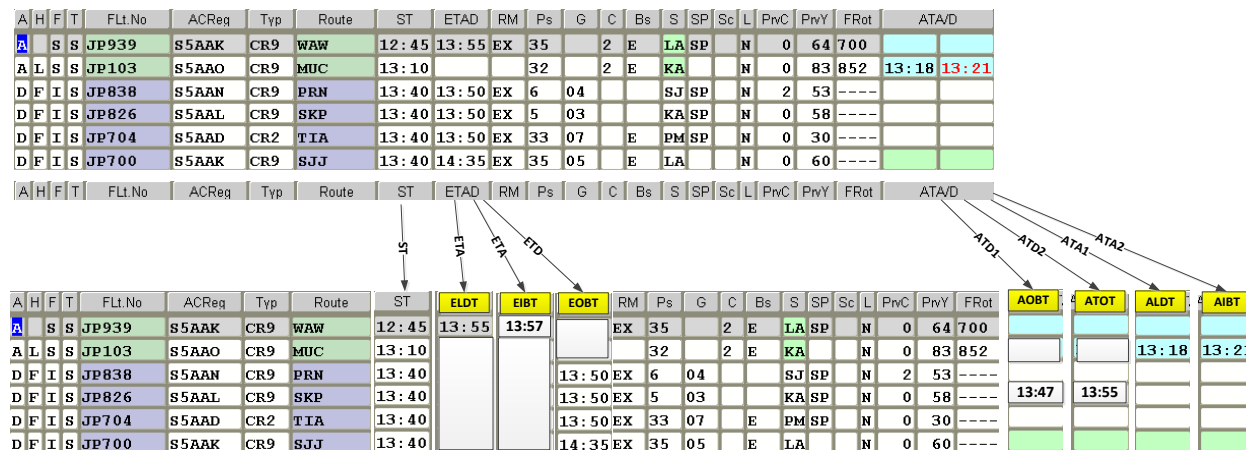 A H F T FLt.No ACReg Typ Route ST ETAD RM Ps G C Bs S SP Sc L PrvC PrvY FRot ATA/D
A S S JP939 S5AAK CR9 WAW 12:45 13:55 EX 35 2 E LA SP N 0 64 700
A L S S JP103 S5AAO CR9 MUC 13:10 32 2 E KA N 0 83 852 13:18 13:21
D F I S JP838 S5AAN CR9 PRN 13:40 13:50 EX 6 04 SJ SP N 2 53 ----
D F I S JP826 S5AAL CR9 SKP 13:40 13:50 EX 5 03 KA SP N 0 58 ----
D F I S JP704 S5AAD CR2 TIA 13:40 13:50 EX 33 07 E PM SP N 0 30 ----
D F I S JP700 S5AAK CR9 SJJ 13:40 14:35 EX 35 05 E LA N 0 60 ----
A H F T FLt.No ACReg Typ Route ST ETAD RM Ps G C Bs S SP Sc L PrvC PrvY FRot ATA/D
ST ETA ETA ETD ATD1 ATD2 ATA1 ATA2
A H F T FLt.No ACReg Typ Route ST ELDT EIBT EOBT RM Ps G C Bs S SP Sc L PrvC PrvY FRot AOBT ATOT ALDT AIBT
A S S JP939 S5AAK CR9 WAW 12:45 13:55 13:57 EX 35 2 E LA SP N 0 64 700
A L S S JP103 S5AAO CR9 MUC 13:10 32 2 E KA N 0 83 852 13:18 13:21
D F I S JP838 S5AAN CR9 PRN 13:40 13:50 EX 6 04 SJ SP N 2 53 ----
D F I S JP826 S5AAL CR9 SKP 13:40 13:50 EX 5 03 KA SP N 0 58 ---- 13:47 13:55
D F I S JP704 S5AAD CR2 TIA 13:40 13:50 EX 33 07 E PM SP N 0 30 ----
D F I S JP700 S5AAK CR9 SJJ 13:40 14:35 EX 35 05 E LA N 0 60 ----